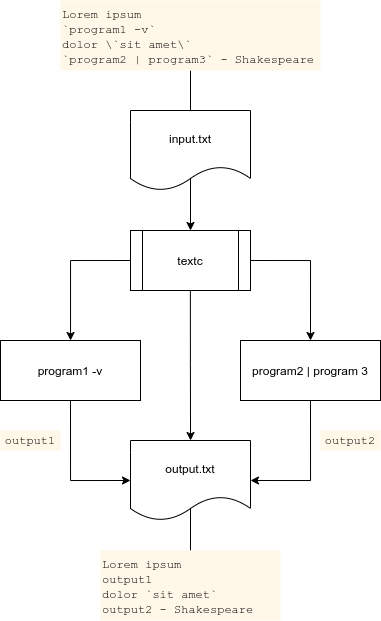 Lorem ipsum
`program1 -v`
dolor \`sit amet\`
`program2 | program3` - Shakespeare
input.txt
textc
program1 -v
program2 | program 3
output1
output2
output.txt
Lorem ipsum
output1
dolor `sit amet`
output2 - Shakespeare